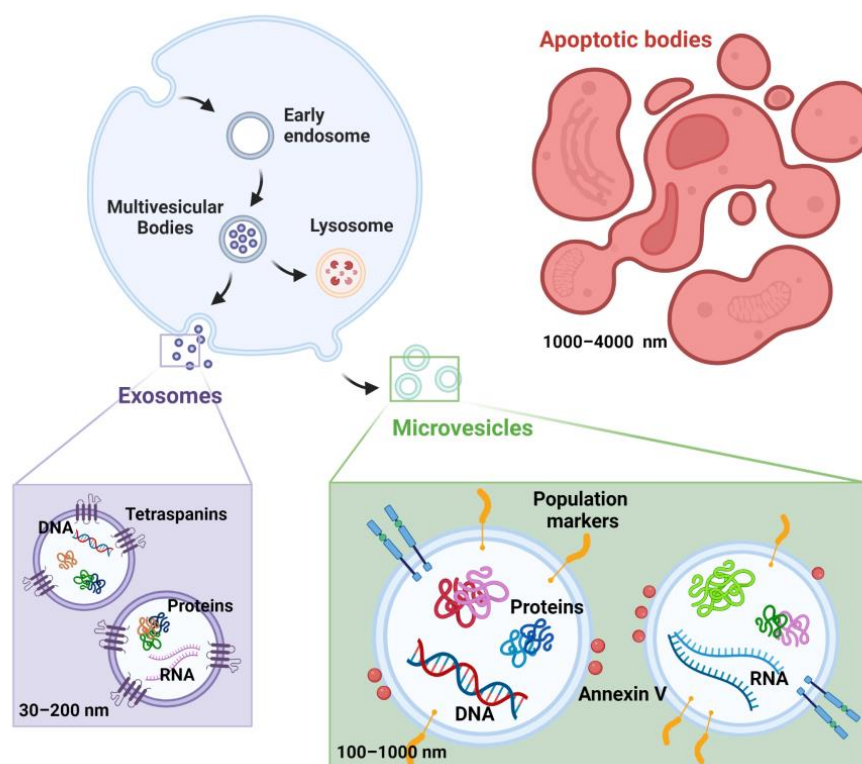 Apoptotic bodies
Early
endosome
Multivesicular
Bodies
Lysosome
1000–4000 nm
Exosomes
Microvesicles
DNA
Tetraspanins
Proteins
RNA
30–200 nm
Population
markers
Proteins
DNA
Annexin V
RNA
100–1000 nm